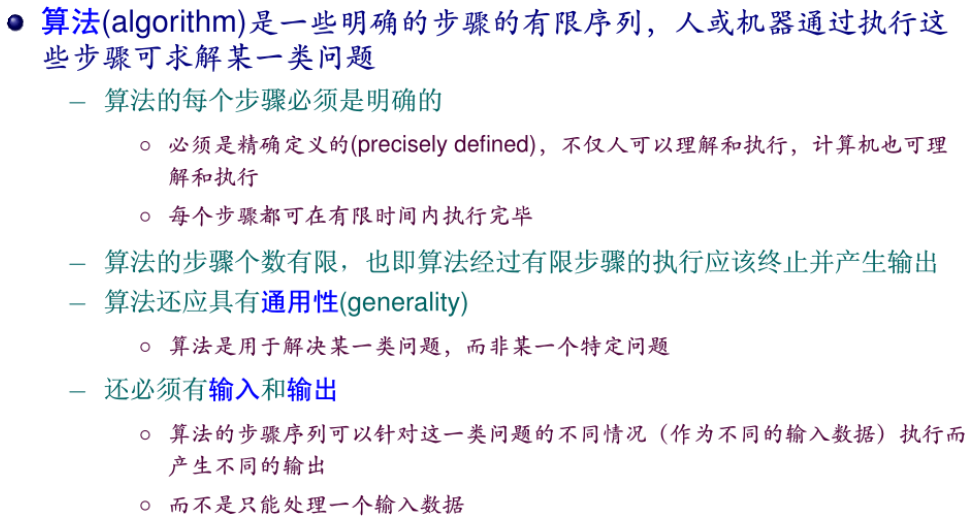 算法(algorithm)是一些明确的步骤的有限序列，人或机器通过执行这
些步骤可求解某一类问题
– 算法的每个步骤必须是明确的
○ 必须是精确定义的(precisely defined)，不仅人可以理解和执行，计算机也可理
解和执行
○ 每个步骤都可在有限时间内执行完毕
– 算法的步骤个数有限，也即算法经过有限步骤的执行应该终止并产生输出
– 算法还应具有通用性(generality)
○ 算法是用于解决某一类问题，而非某一个特定问题
– 还必须有输入和输出
○ 算法的步骤序列可以针对这一类问题的不同情况（作为不同的输入数据）执行而
产生不同的输出
○ 而不是只能处理一个输入数据